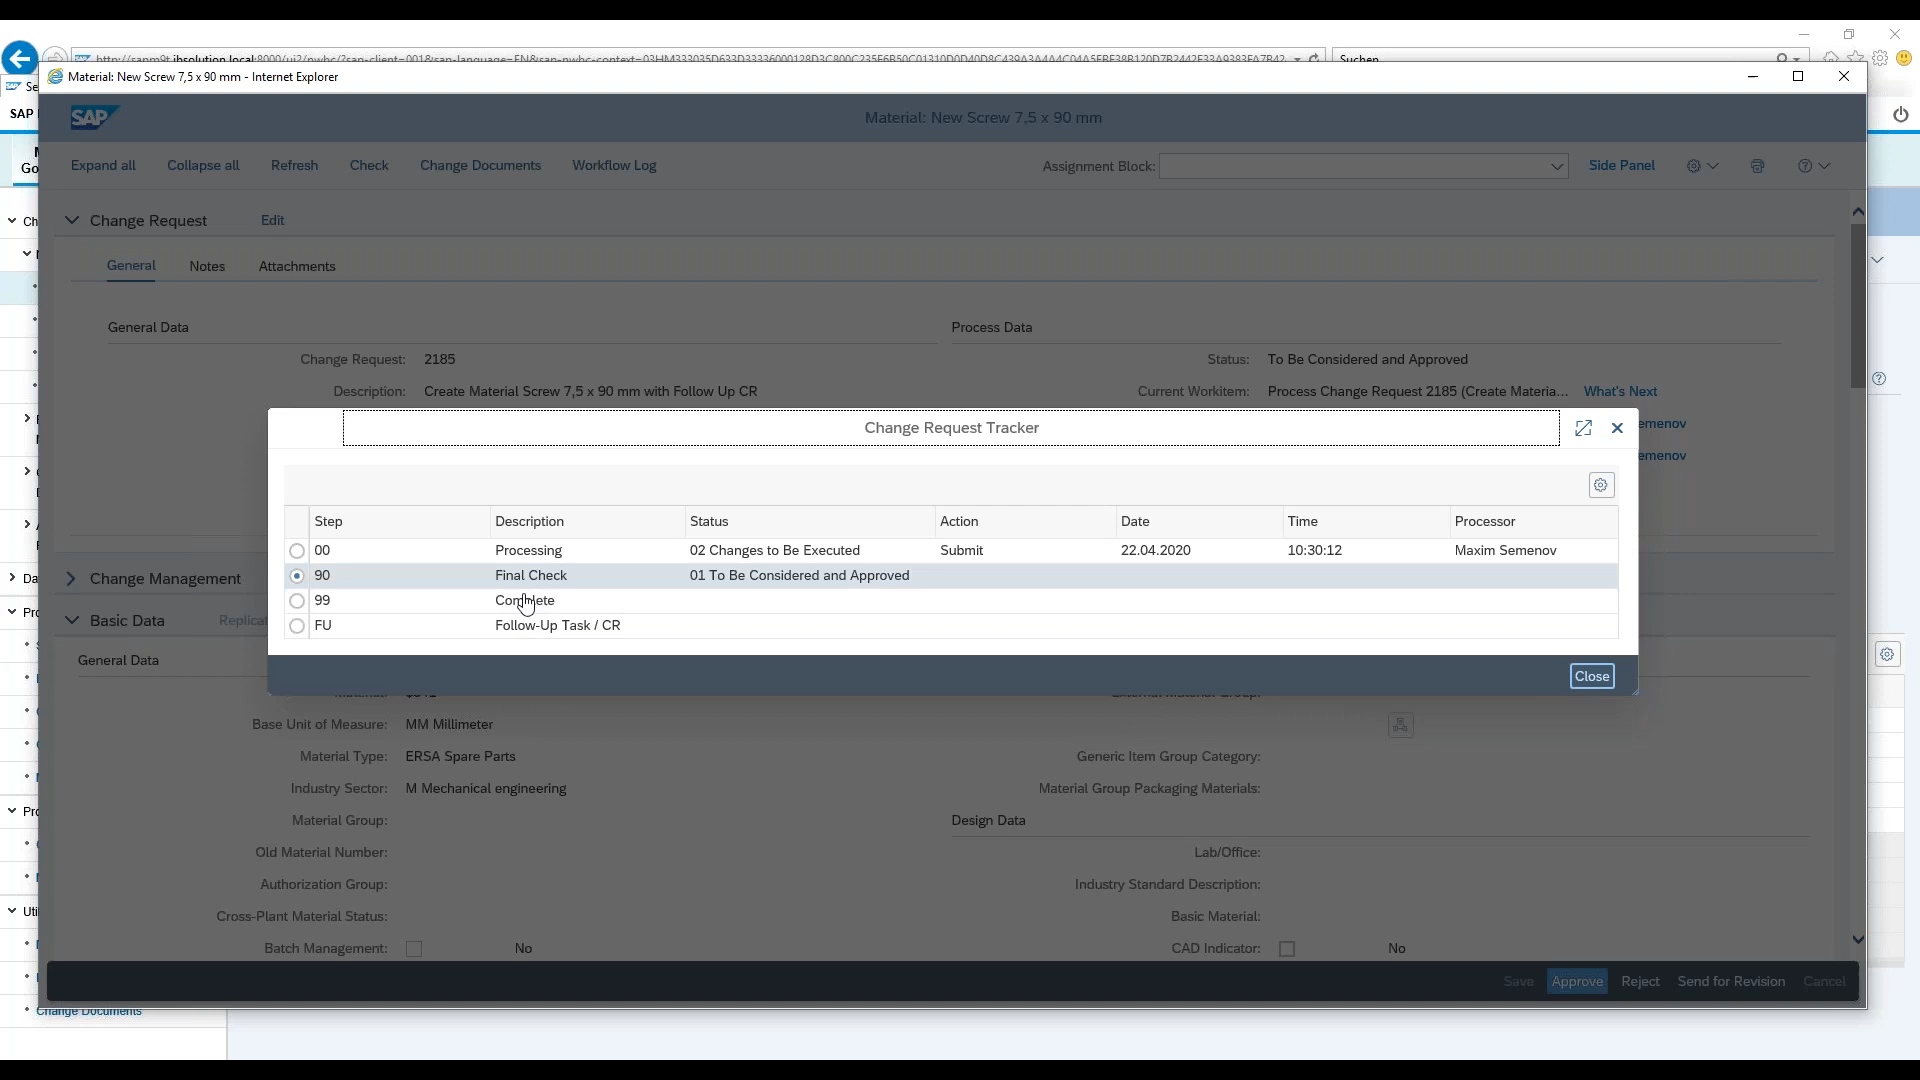 Suchen
Material: New Screw 7,5 x 90 mm - Internet Explorer
SAP
SAP
Material: New Screw 7,5 x 90 mm
Expand all Collapse all Refresh Check Change Documents Workflow Log Assignment Block: Side Panel
Change Request Edit
General Notes Attachments
General Data Process Data
Change Request: 2185 Status: To Be Considered and Approved
Description: Create Material Screw 7,5 x 90 mm with Follow Up CR Current Workitem: Process Change Request 2185 (Create Materia... What's Next
Change Request Tracker
emenov
emenov
Step Description Status Action Date Time Processor
00 Processing 02 Changes to Be Executed Submit 22.04.2020 10:30:12 Maxim Semenov
90 Final Check 01 To Be Considered and Approved
99 Complete
FU Follow-Up Task / CR
Close
Change Management
Basic Data Replicat
General Data
Base Unit of Measure: MM Millimeter
Material Type: ERSA Spare Parts Generic Item Group Category:
Industry Sector: M Mechanical engineering Material Group Packaging Materials:
Material Group: Design Data
Old Material Number: Lab/Office:
Authorization Group: Industry Standard Description:
Cross-Plant Material Status: Basic Material:
Batch Management: No CAD Indicator: No
Save Approve Reject Send for Revision Cancel
Change Documents